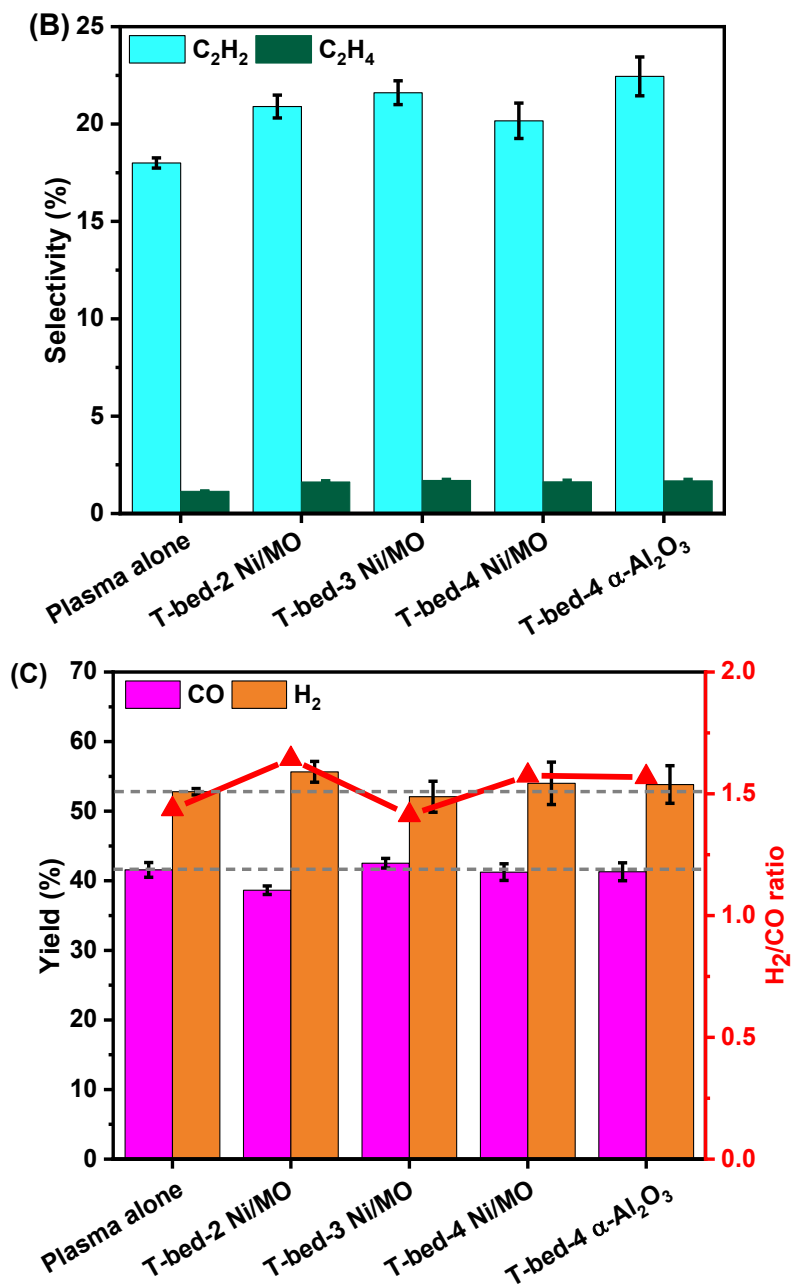 (B)
C₂H₂ C₂H₄
25
20
15
10
5
0
Selectivity (%)
Plasma alone
T-bed-2 Ni/MO
T-bed-3 Ni/MO
T-bed-4 Ni/MO
T-bed-4 α-Al₂O₃
(C)
CO H₂
70
60
50
40
30
20
10
0
Yield (%)
2.0
1.5
1.0
0.5
0.0
H₂/CO ratio
Plasma alone
T-bed-2 Ni/MO
T-bed-3 Ni/MO
T-bed-4 Ni/MO
T-bed-4 α-Al₂O₃